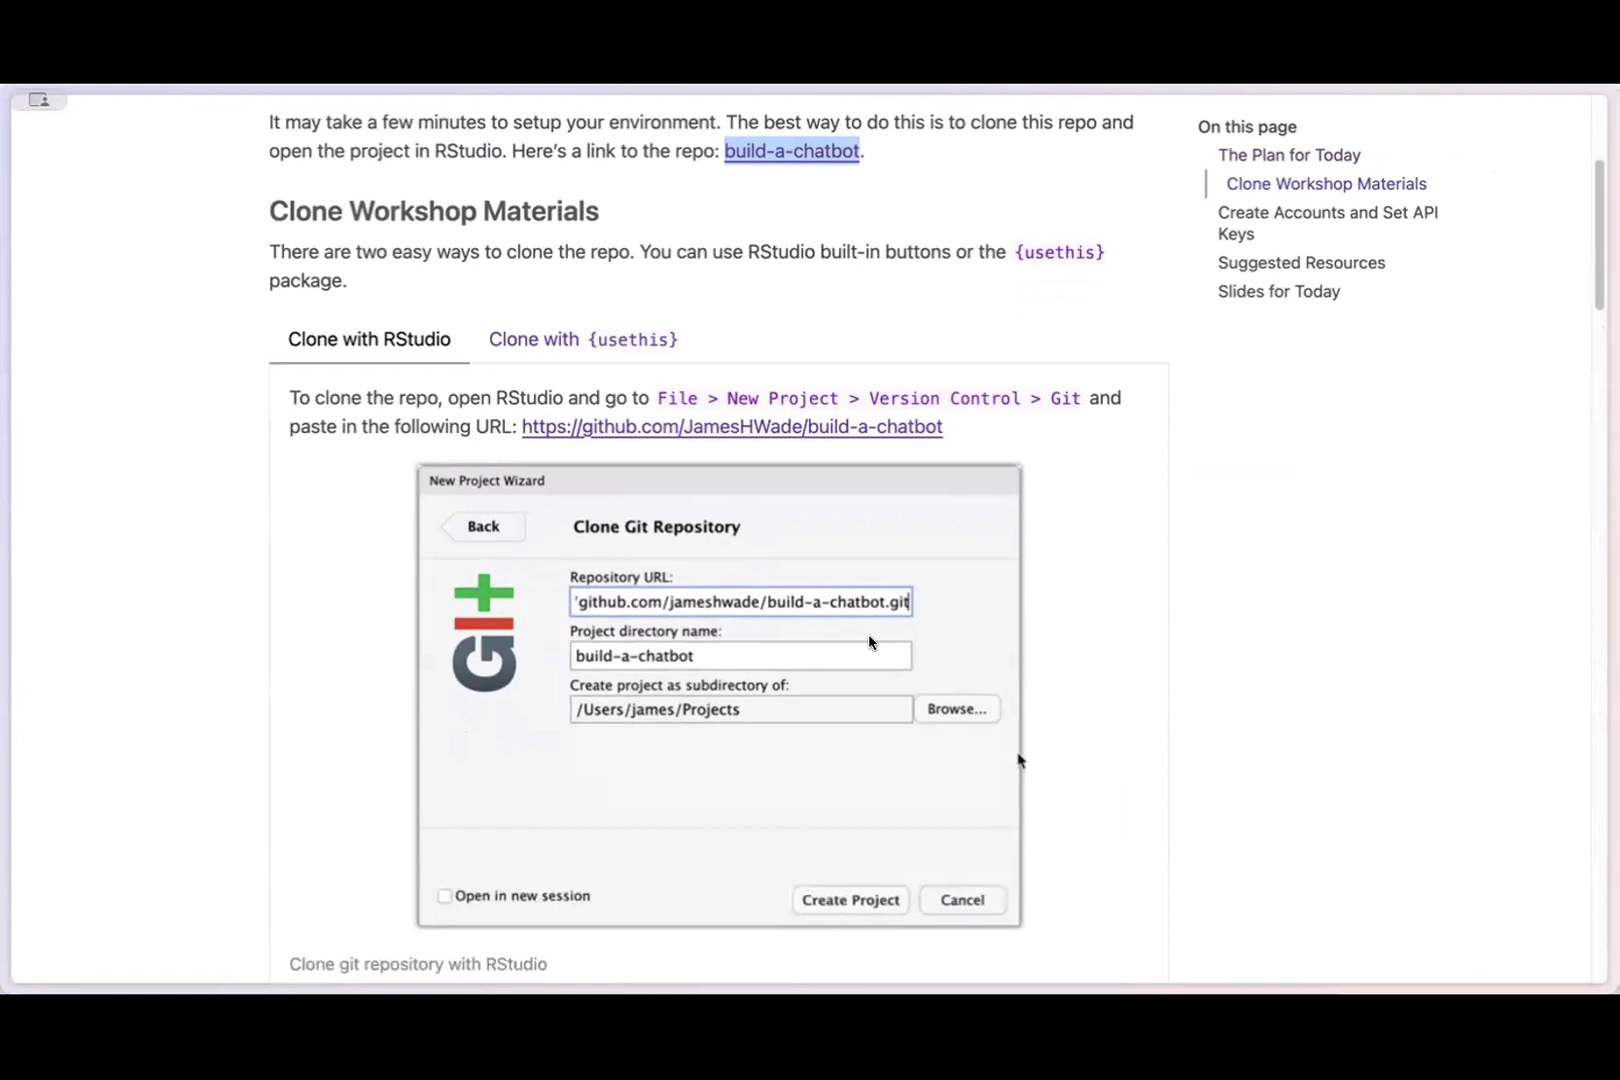 It may take a few minutes to setup your environment. The best way to do this is to clone this repo and
open the project in RStudio. Here's a link to the repo: build-a-chatbot.
Clone Workshop Materials
There are two easy ways to clone the repo. You can use RStudio built-in buttons or the {usethis}
package.
Clone with RStudio
Clone with {usethis}
To clone the repo, open RStudio and go to File > New Project > Version Control > Git and
paste in the following URL: https://github.com/JamesHWade/build-a-chatbot
New Project Wizard
Back
Clone Git Repository
GIT
Repository URL:
'github.com/jameshwade/build-a-chatbot.git
Project directory name:
build-a-chatbot
Create project as subdirectory of:
/Users/james/Projects
Browse...
Open in new session
Create Project
Cancel
Clone git repository with RStudio
On this page
The Plan for Today
Clone Workshop Materials
Create Accounts and Set API
Keys
Suggested Resources
Slides for Today